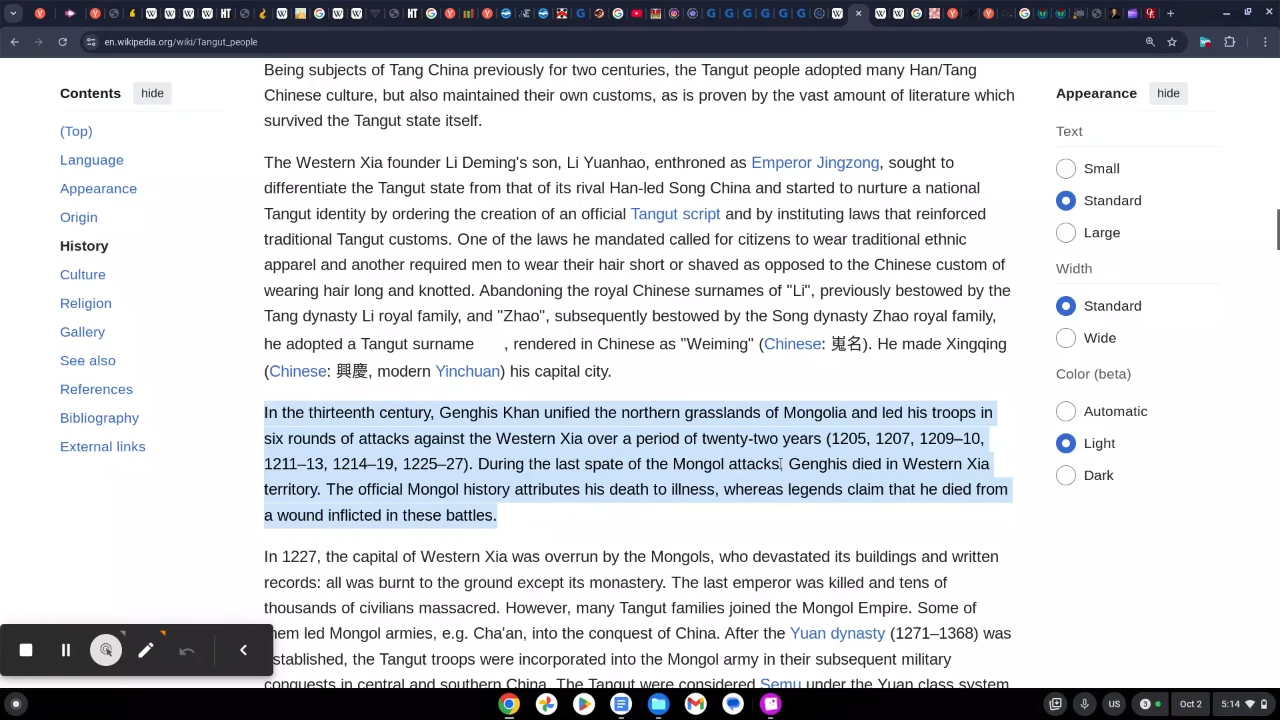 en.wikipedia.org/wiki/Tangut_people
Contents hide
(Top)
Language
Appearance
Origin
History
Culture
Religion
Gallery
See also
References
Bibliography
External links
Being subjects of Tang China previously for two centuries, the Tangut people adopted many Han/Tang
Chinese culture, but also maintained their own customs, as is proven by the vast amount of literature which
survived the Tangut state itself.
The Western Xia founder Li Deming's son, Li Yuanhao, enthroned as Emperor Jingzong, sought to
differentiate the Tangut state from that of its rival Han-led Song China and started to nurture a national
Tangut identity by ordering the creation of an official Tangut script and by instituting laws that reinforced
traditional Tangut customs. One of the laws he mandated called for citizens to wear traditional ethnic
apparel and another required men to wear their hair short or shaved as opposed to the Chinese custom of
wearing hair long and knotted. Abandoning the royal Chinese surnames of "Li", previously bestowed by the
Tang dynasty Li royal family, and "Zhao", subsequently bestowed by the Song dynasty Zhao royal family,
he adopted a Tangut surname , rendered in Chinese as "Weiming" (Chinese: 嵬名). He made Xingqing
(Chinese: 興慶, modern Yinchuan) his capital city.
In the thirteenth century, Genghis Khan unified the northern grasslands of Mongolia and led his troops in
six rounds of attacks against the Western Xia over a period of twenty-two years (1205, 1207, 1209–10,
1211–13, 1214–19, 1225–27). During the last spate of the Mongol attacks, Genghis died in Western Xia
territory. The official Mongol history attributes his death to illness, whereas legends claim that he died from
a wound inflicted in these battles.
In 1227, the capital of Western Xia was overrun by the Mongols, who devastated its buildings and written
records: all was burnt to the ground except its monastery. The last emperor was killed and tens of
thousands of civilians massacred. However, many Tangut families joined the Mongol Empire. Some of
them led Mongol armies, e.g. Cha'an, into the conquest of China. After the Yuan dynasty (1271–1368) was
established, the Tangut troops were incorporated into the Mongol army in their subsequent military
conquests in central and southern China. The Tangut were considered Semu under the Yuan class system
Appearance hide
Text
Small
Standard
Large
Width
Standard
Wide
Color (beta)
Automatic
Light
Dark
US
3
Oct 2
5:14